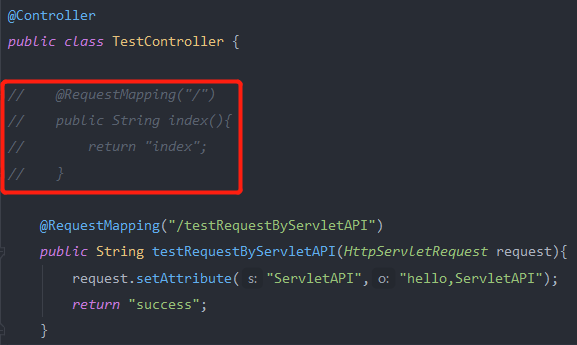 @Controller
public class TestController {
//    @RequestMapping("/")
//    public String index(){
//        return "index";
//    }
@RequestMapping("/testRequestByServletAPI")
public String testRequestByServletAPI(HttpServletRequest request){
request.setAttribute( s: "ServletAPI", o: "hello,ServletAPI");
return "success";
}